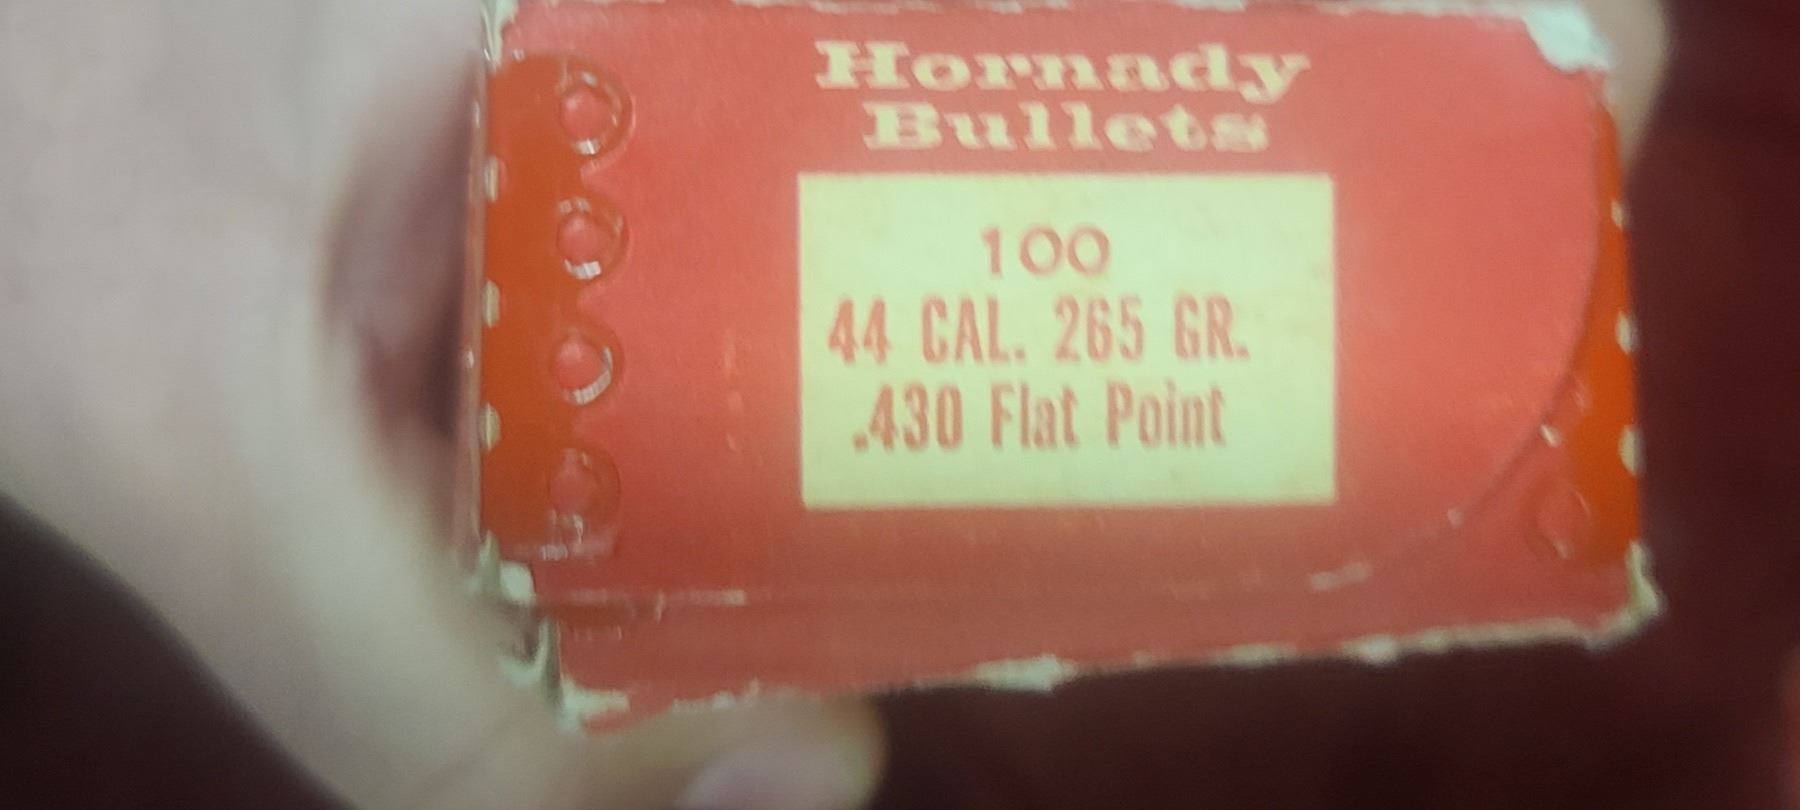 Hornady
Bullets
100
44 CAL. 265 GR.
.430 Flat Point